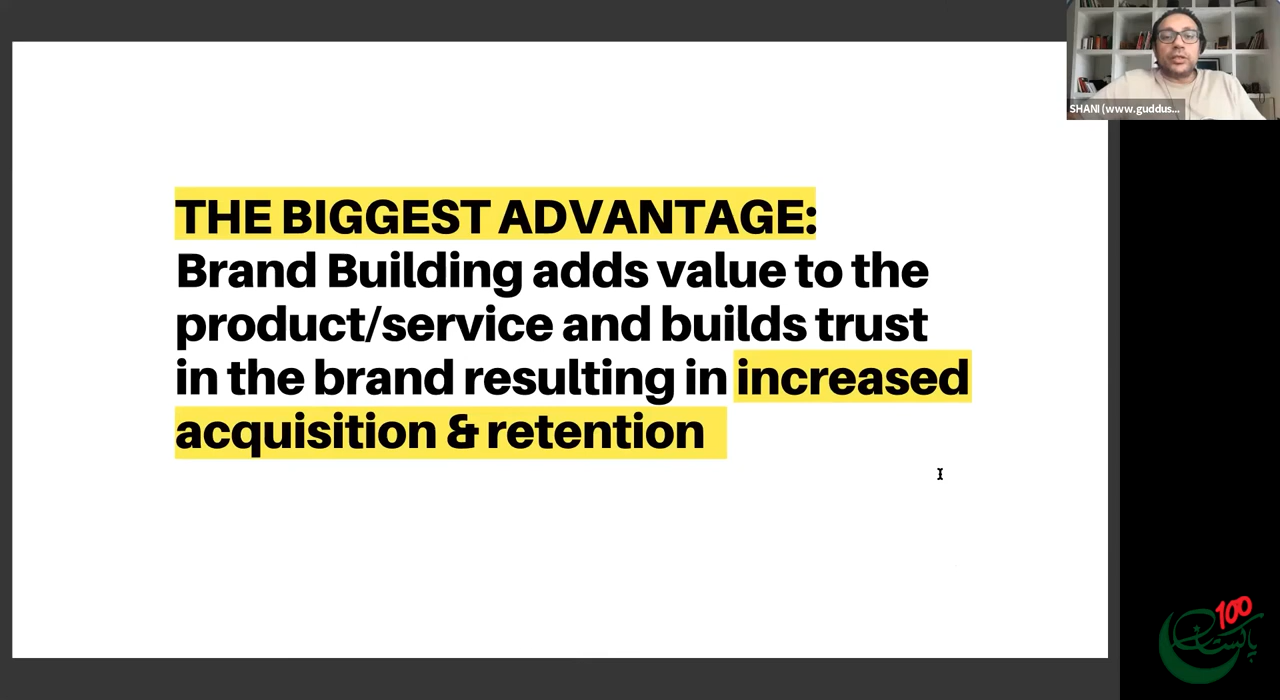 SHANI (www.guddus...
THE BIGGEST ADVANTAGE:
Brand Building adds value to the
product/service and builds trust
in the brand resulting in increased
acquisition & retention
100
پاکستان